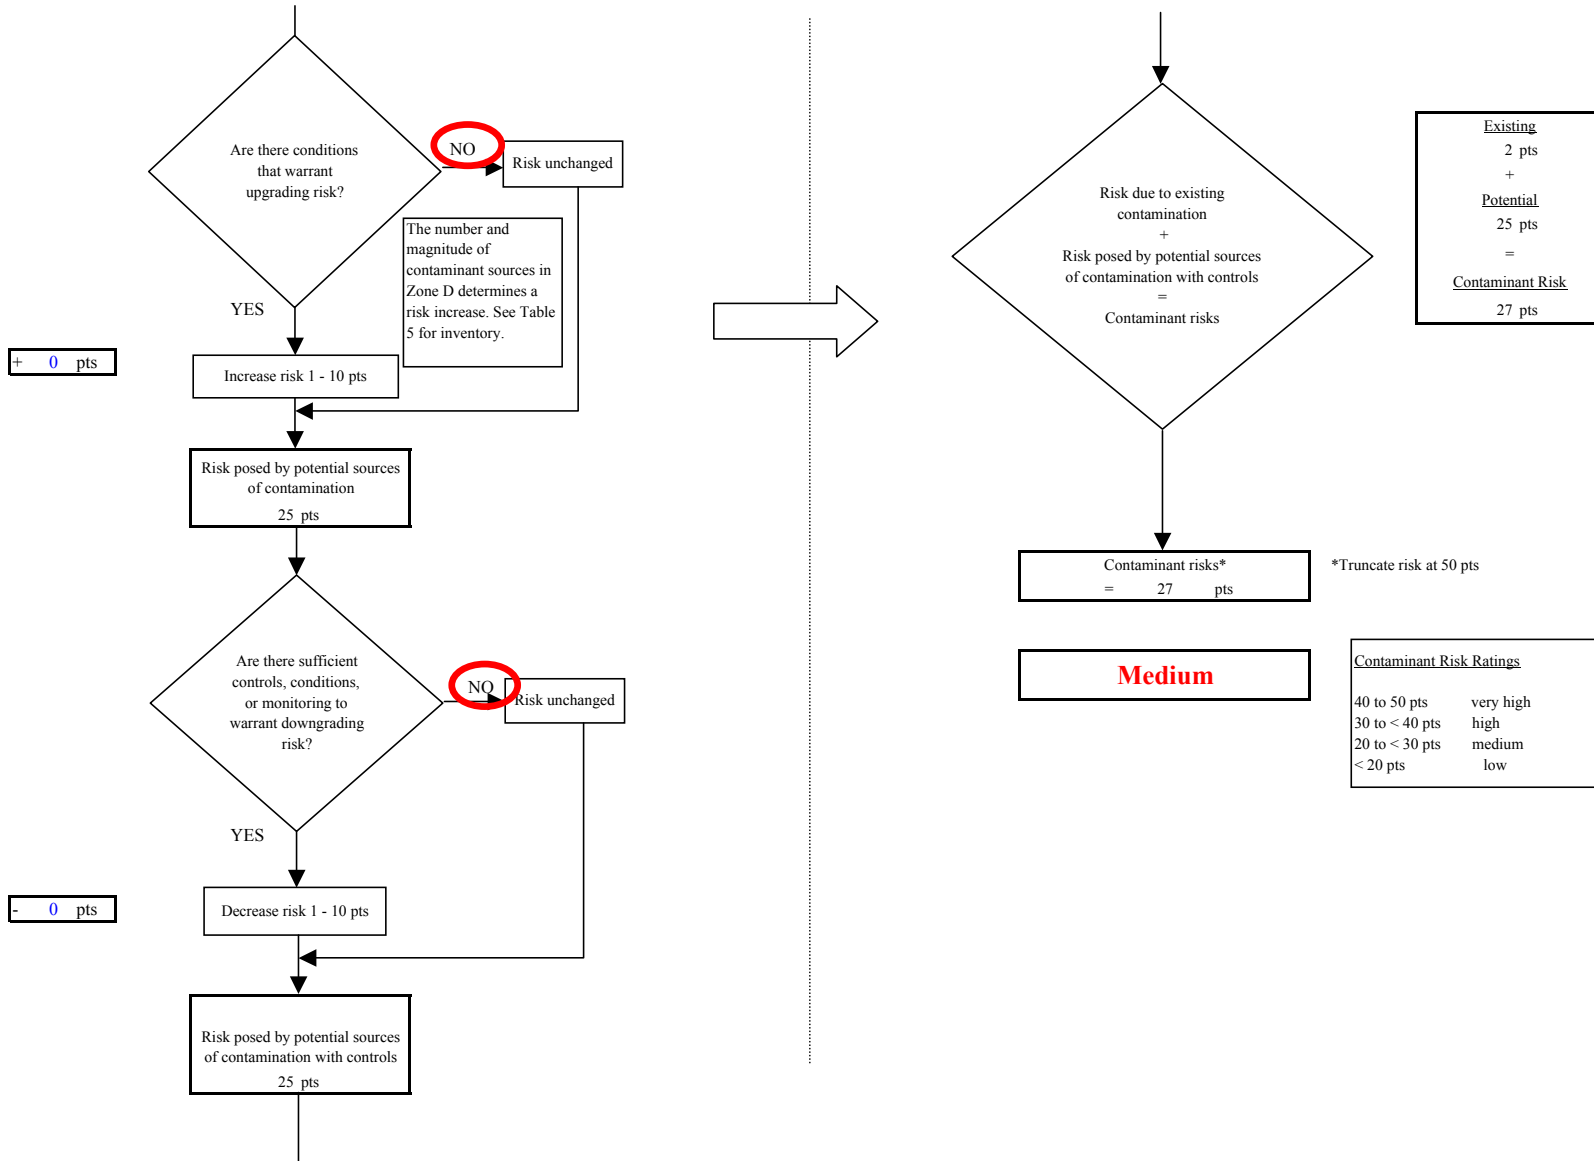 Are there conditions
that warrant
upgrading risk?
NO
Risk unchanged
The number and
magnitude of
contaminant sources in
Zone D determines a
risk increase. See Table
5 for inventory.
YES
+ 0 pts
Increase risk 1 - 10 pts
Risk posed by potential sources
of contamination
25 pts
Are there sufficient
controls, conditions,
or monitoring to
warrant downgrading
risk?
NO
Risk unchanged
YES
- 0 pts
Decrease risk 1 - 10 pts
Risk posed by potential sources
of contamination with controls
25 pts
Risk due to existing
contamination
+
Risk posed by potential sources
of contamination with controls
=
Contaminant risks
Existing
2 pts
+
Potential
25 pts
=
Contaminant Risk
27 pts
Contaminant risks*
= 27 pts
*Truncate risk at 50 pts
Medium
Contaminant Risk Ratings
40 to 50 pts very high
30 to < 40 pts high
20 to < 30 pts medium
< 20 pts low